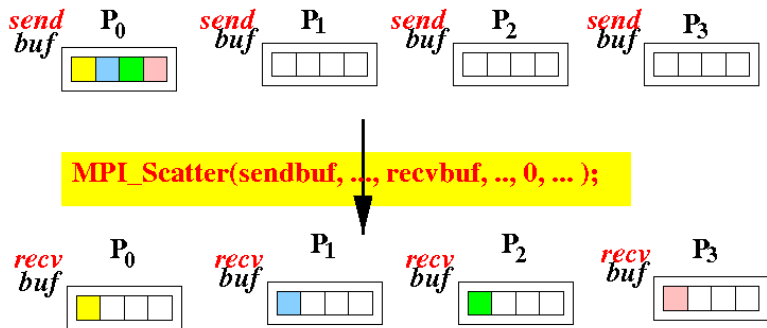 send P0 send P1 send P2 send P3
buf buf buf buf
MPI_Scatter(sendbuf, ..., recvbuf, .., 0, ... );
recv P0 recv P1 recv P2 recv P3
buf buf buf buf